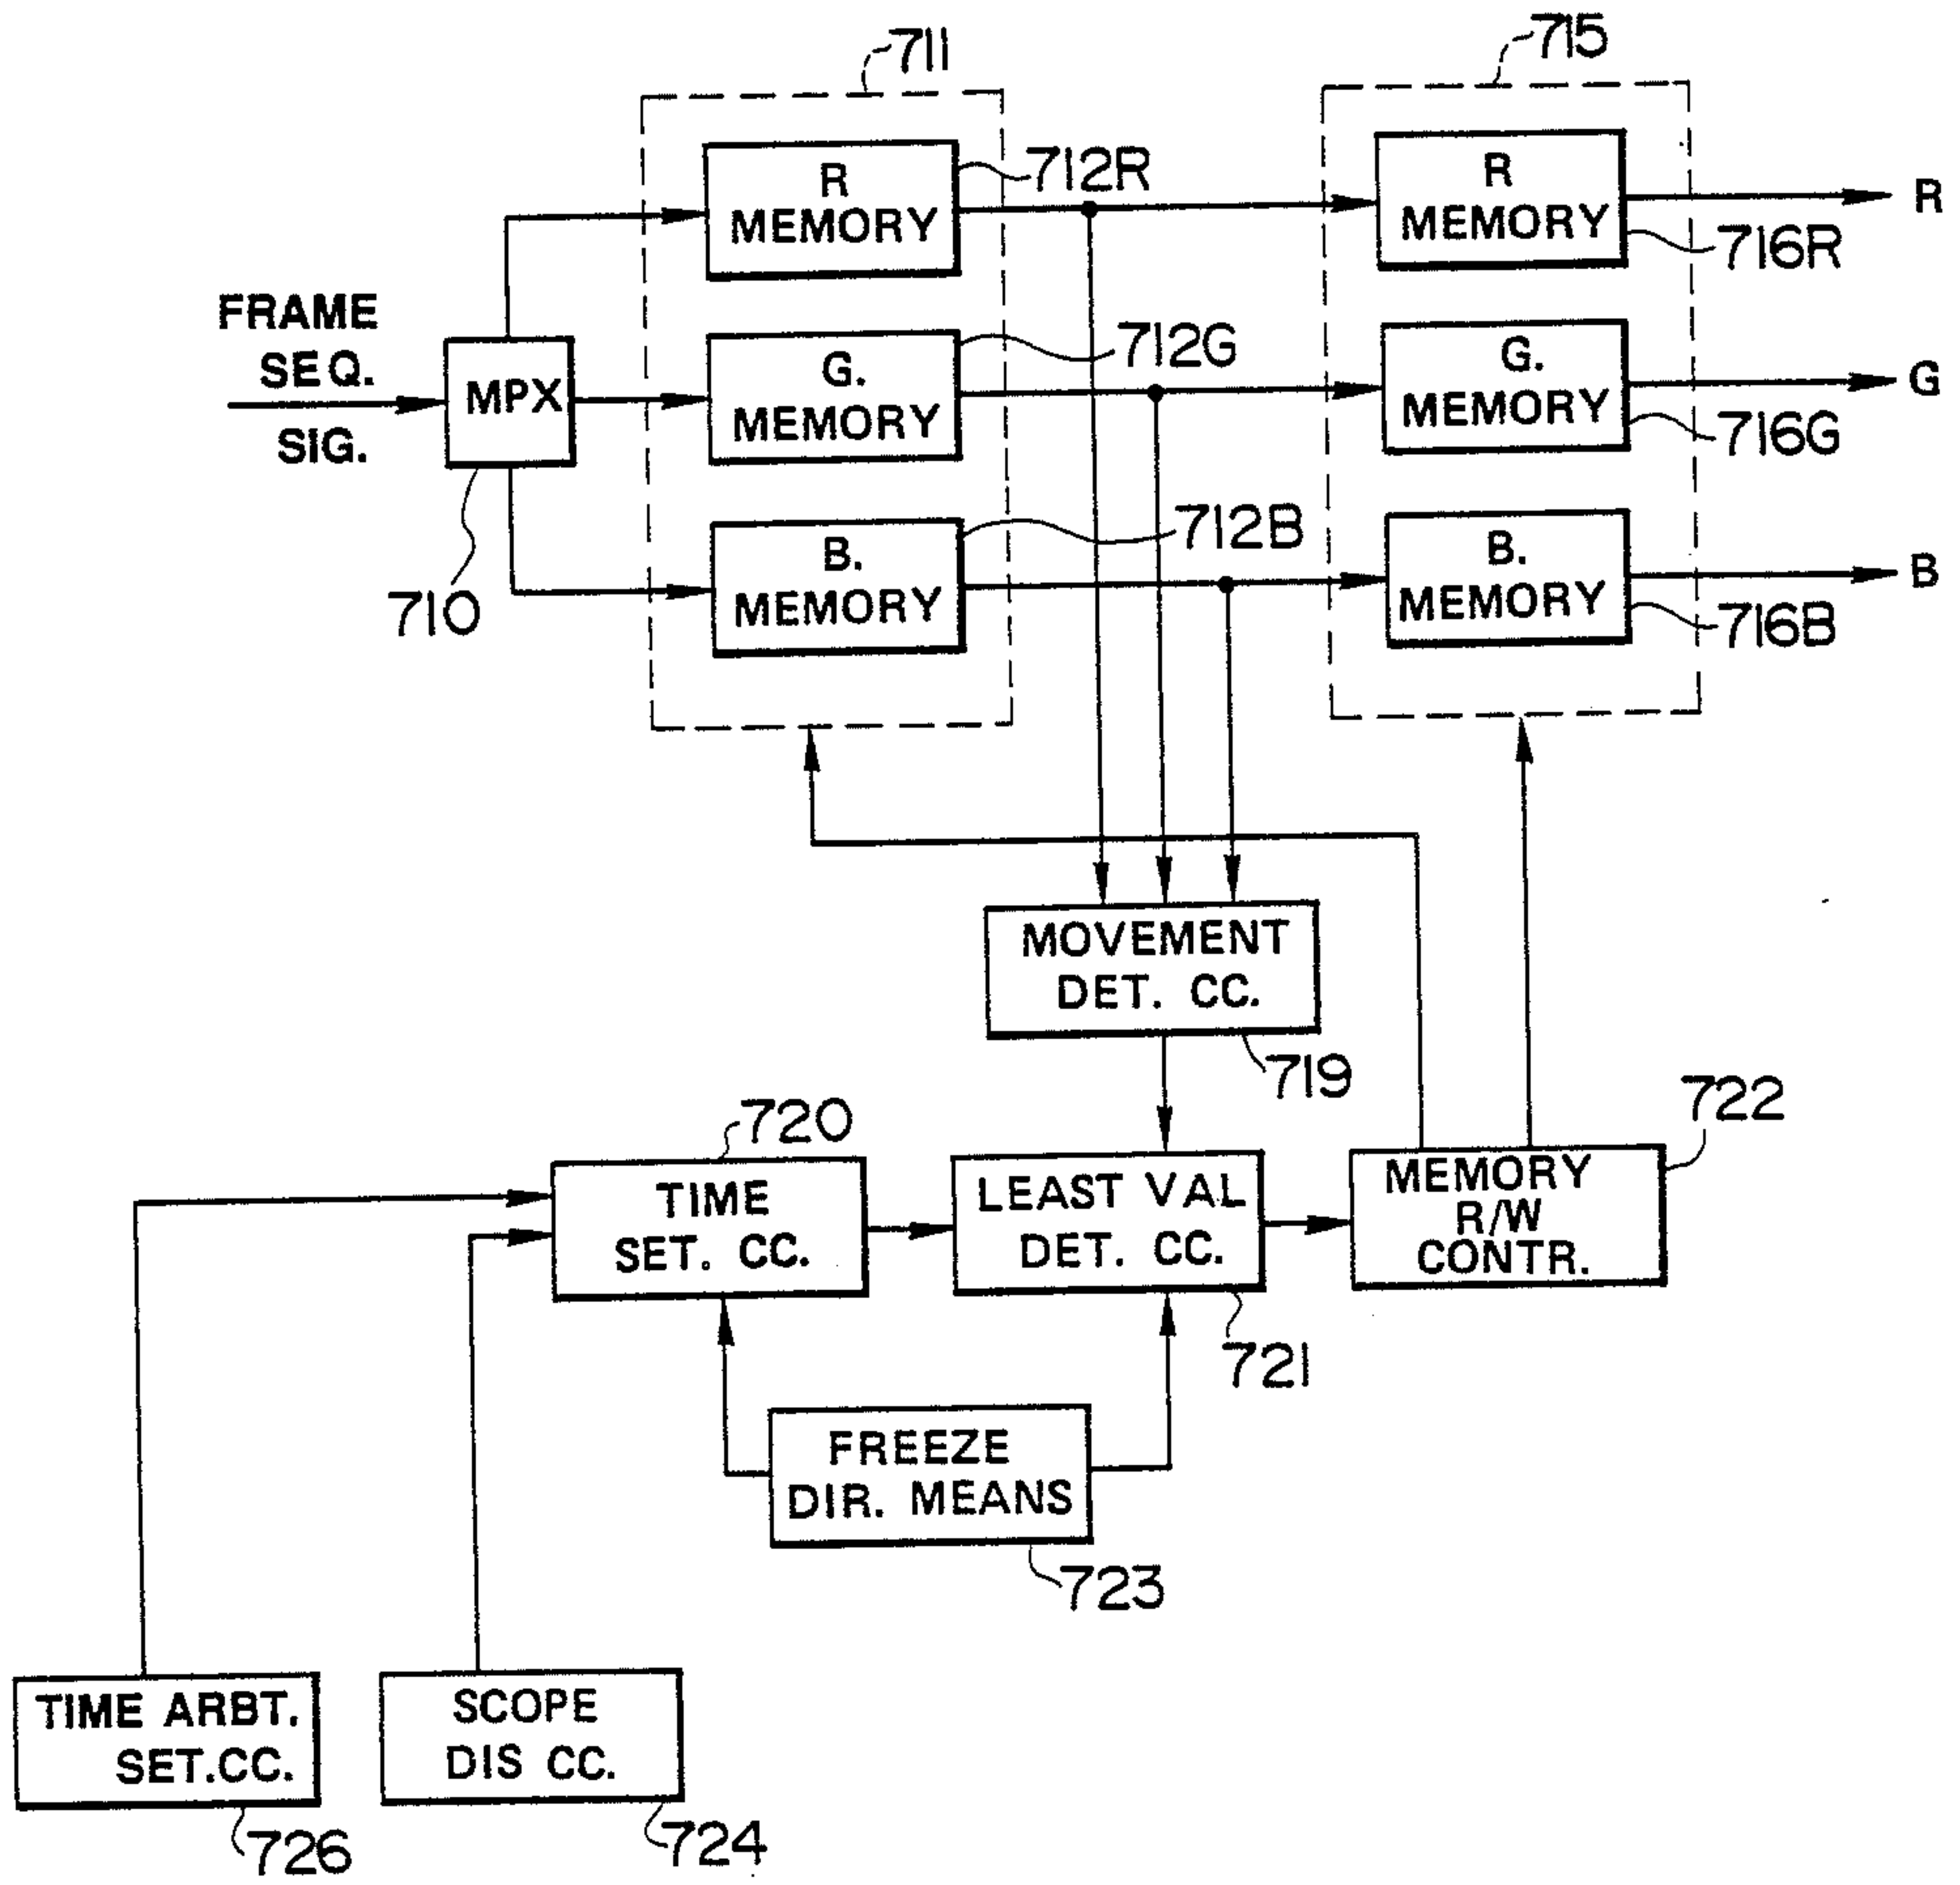 711
715
R
MEMORY
712R
R
MEMORY
716R
R
FRAME
SEQ.
SIG.
MPX
710
G.
MEMORY
712G
G.
MEMORY
716G
G
B.
MEMORY
712B
B.
MEMORY
716B
B
MOVEMENT
DET. CC.
719
720
TIME
SET. CC.
LEAST VAL
DET. CC.
721
722
MEMORY
R/W
CONTR.
FREEZE
DIR. MEANS
723
TIME ARBT.
SET.CC.
726
SCOPE
DIS CC.
724